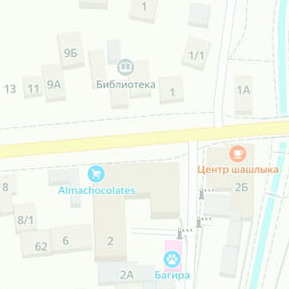 1
9Б
1/1
Библиотека
13 11 9А
1
1А
Центр шашлыка
8
Almachocolates
2Б
8/1
62 6
2
2А
Багира